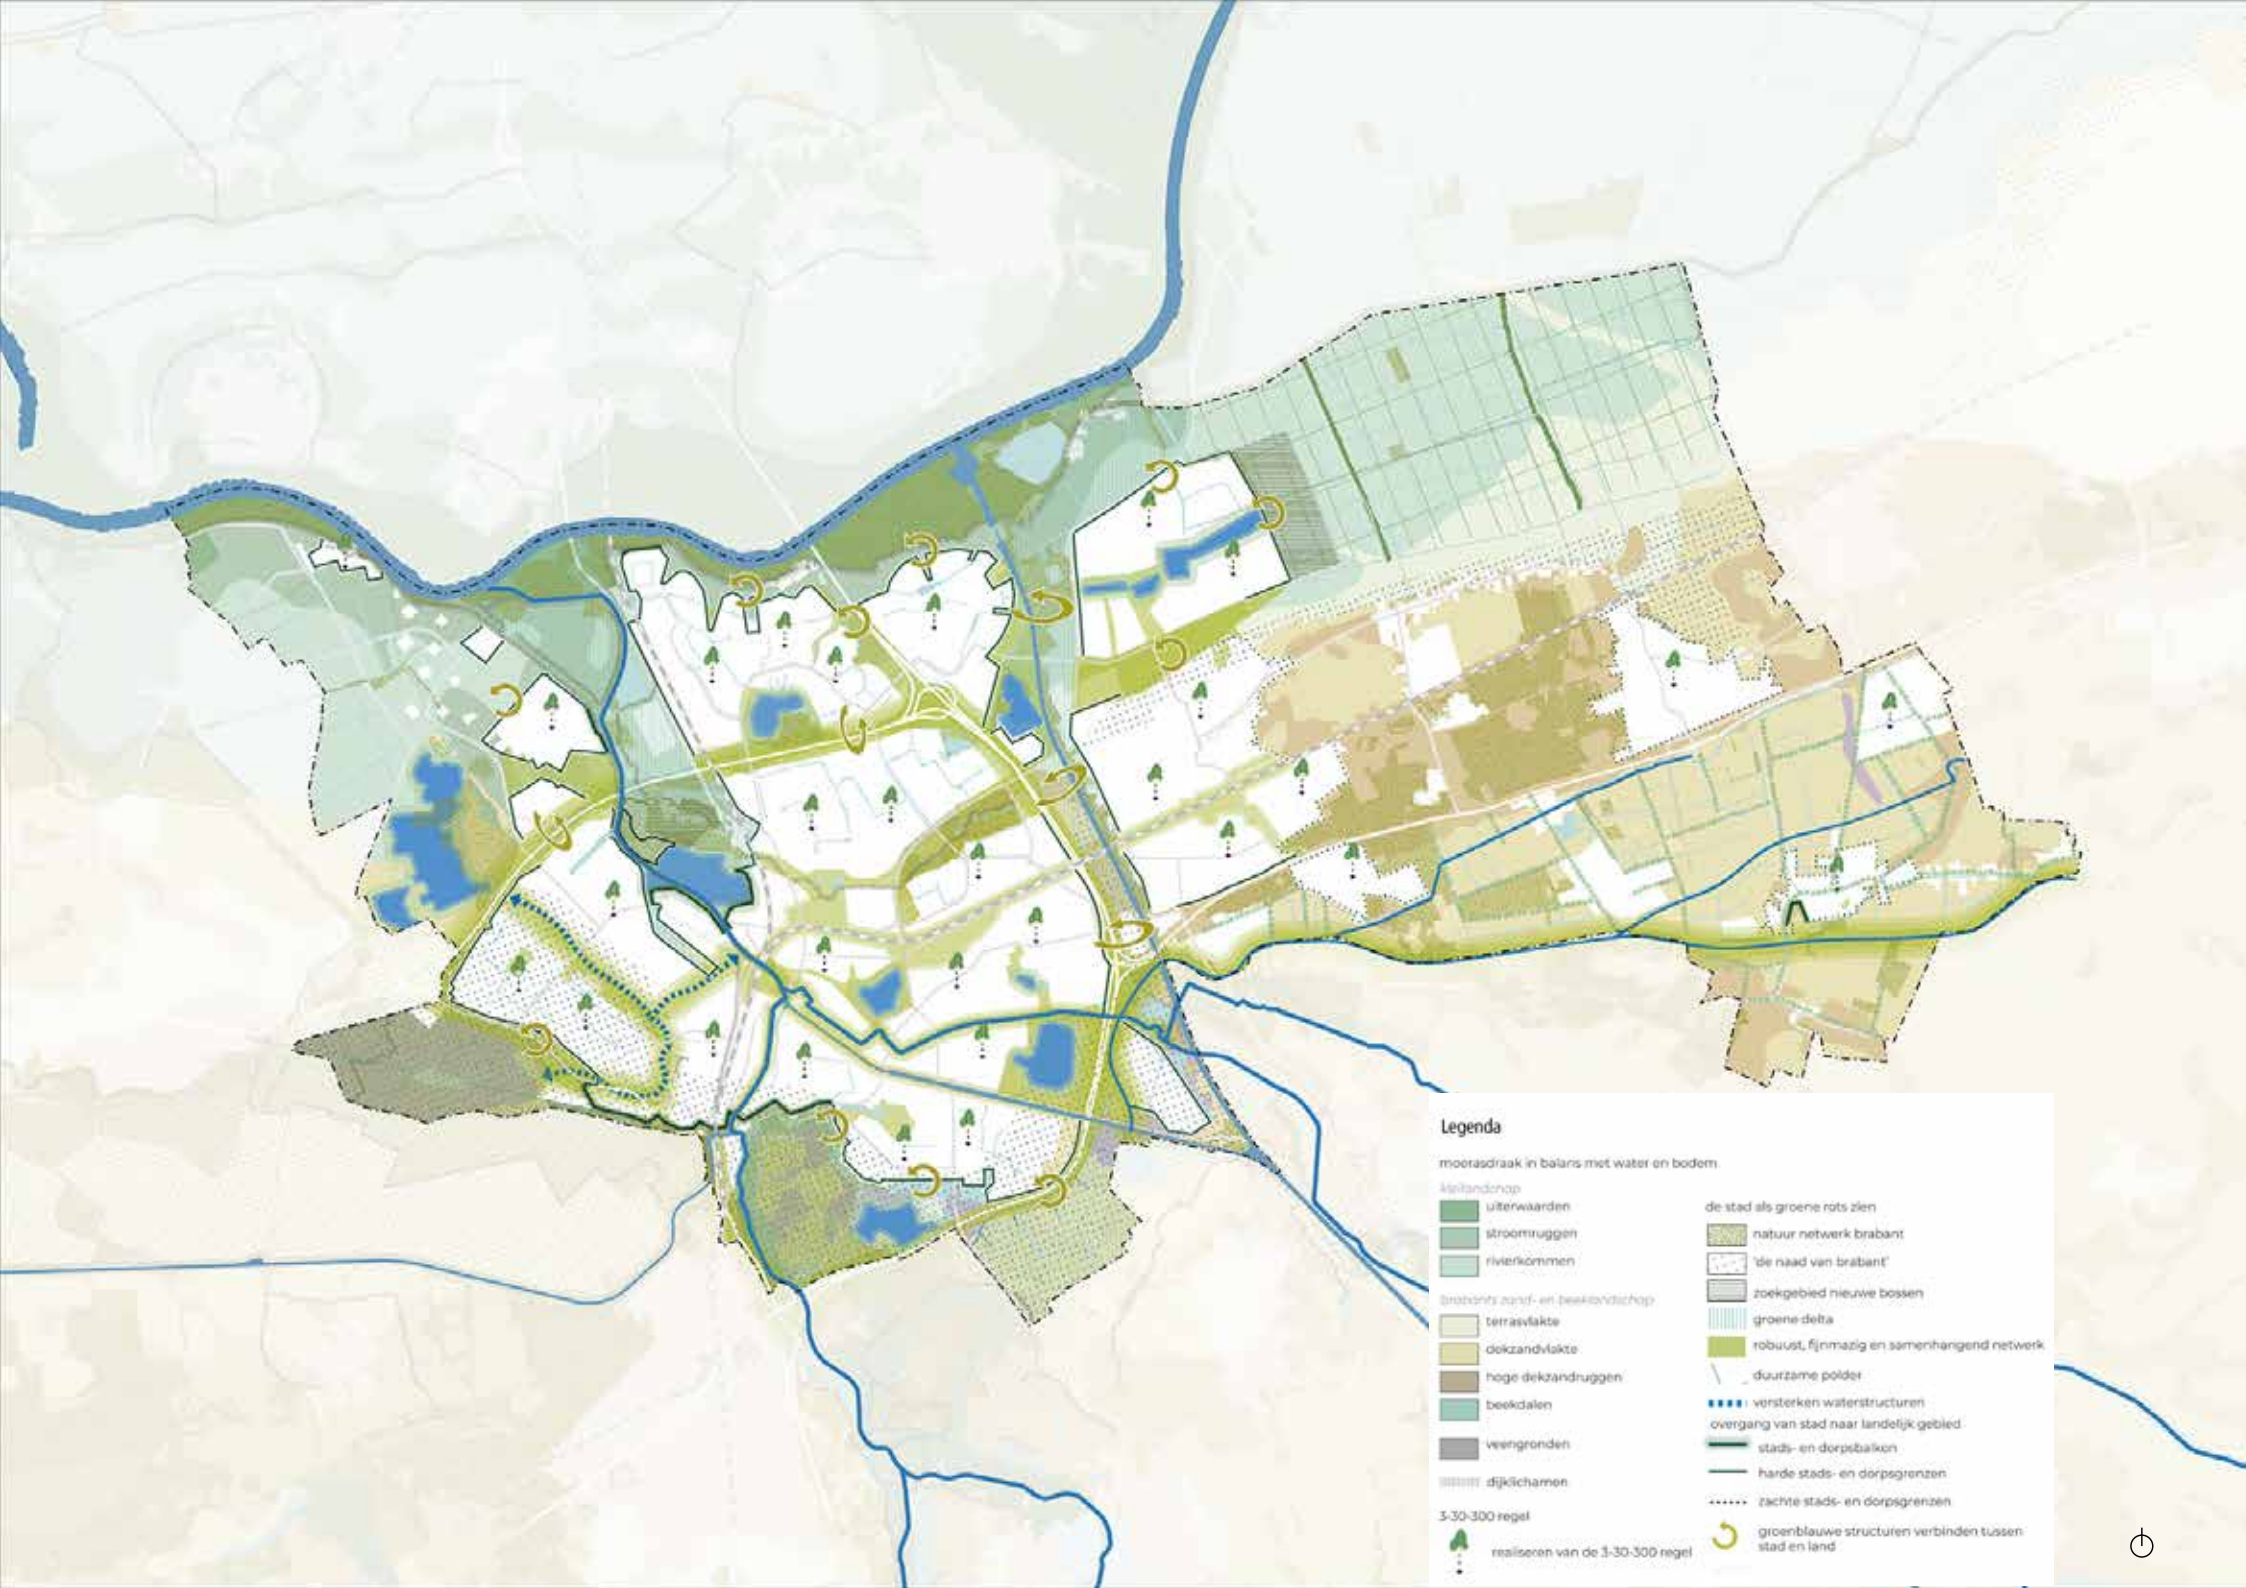 Legenda
moerasdraak in balans met water en bodem
kleilandschap
uiterwaarden
stroomruggen
rivierkommen
brabants zand- en beeklandschap
terrasvlakte
dekzandvlakte
hoge dekzandruggen
beekdalen
veengronden
dijklichamen
3-30-300 regel
realiseren van de 3-30-300 regel
de stad als groene rots zien
natuur netwerk brabant
'de naad van brabant'
zoekgebied nieuwe bossen
groene delta
robuust, fijnmazig en samenhangend netwerk
duurzame polder
versterken waterstructuren
overgang van stad naar landelijk gebied
stads- en dorpsbalkon
harde stads- en dorpsgrenzen
zachte stads- en dorpsgrenzen
groenblauwe structuren verbinden tussen
stad en land